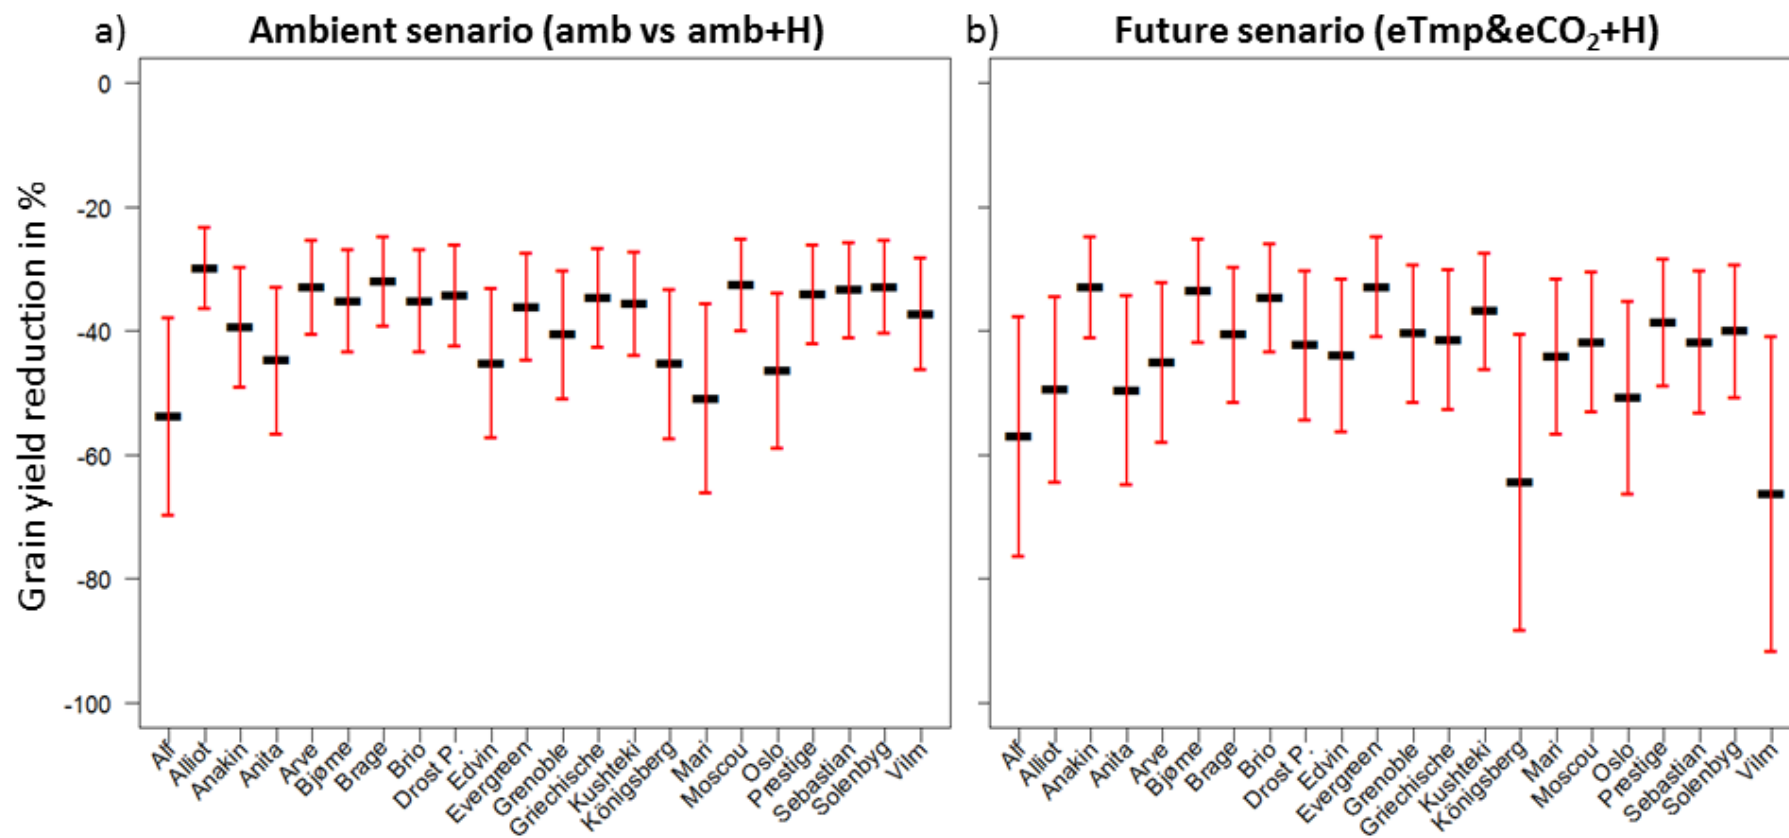 a) Ambient senario (amb vs amb+H)
b) Future senario (eTmp&eCO₂+H)
Grain yield reduction in %
0
-20
-40
-60
-80
-100
Alf
Alliot
Anakin
Anita
Arve
Bjørne
Brage
Brio
Drost P.
Edvin
Evergreen
Grenoble
Griechische
Kushteki
Königsberg
Mari
Moscou
Oslo
Prestige
Sebastian
Solenbyg
Vilm
Alf
Alliot
Anakin
Anita
Arve
Bjørne
Brage
Brio
Drost P.
Edvin
Evergreen
Grenoble
Griechische
Kushteki
Königsberg
Mari
Moscou
Oslo
Prestige
Sebastian
Solenbyg
Vilm